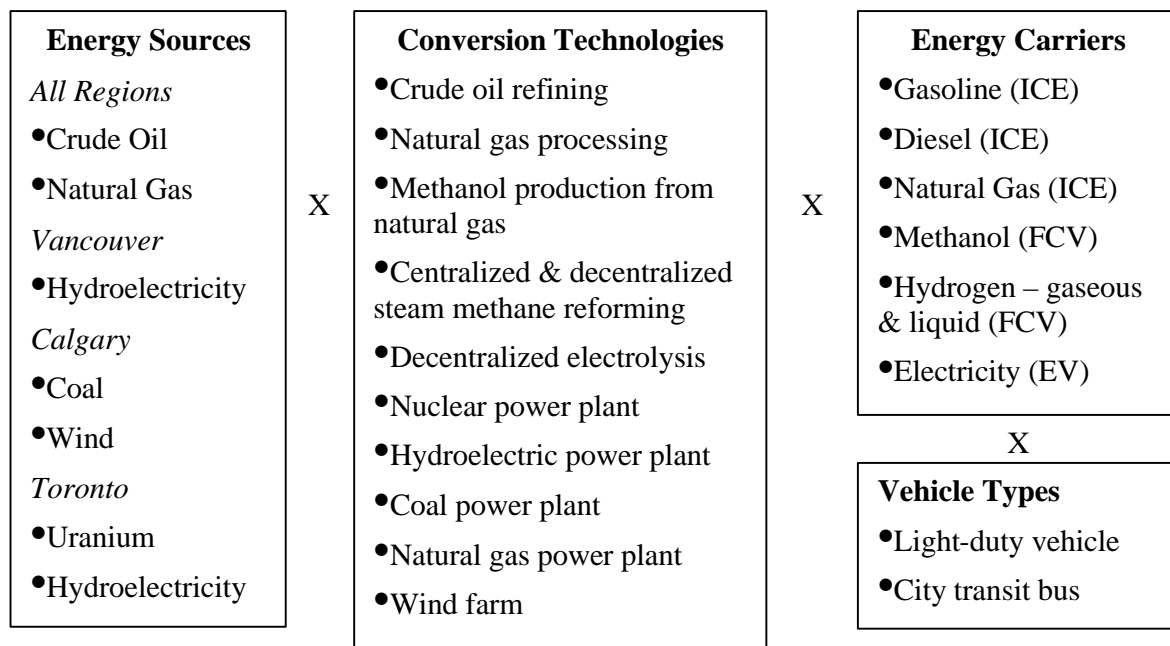 Energy Sources
All Regions
•Crude Oil
•Natural Gas
Vancouver
•Hydroelectricity
Calgary
•Coal
•Wind
Toronto
•Uranium
•Hydroelectricity
X
Conversion Technologies
•Crude oil refining
•Natural gas processing
•Methanol production from
natural gas
•Centralized & decentralized
steam methane reforming
•Decentralized electrolysis
•Nuclear power plant
•Hydroelectric power plant
•Coal power plant
•Natural gas power plant
•Wind farm
X
Energy Carriers
•Gasoline (ICE)
•Diesel (ICE)
•Natural Gas (ICE)
•Methanol (FCV)
•Hydrogen – gaseous
& liquid (FCV)
•Electricity (EV)
X
Vehicle Types
•Light-duty vehicle
•City transit bus